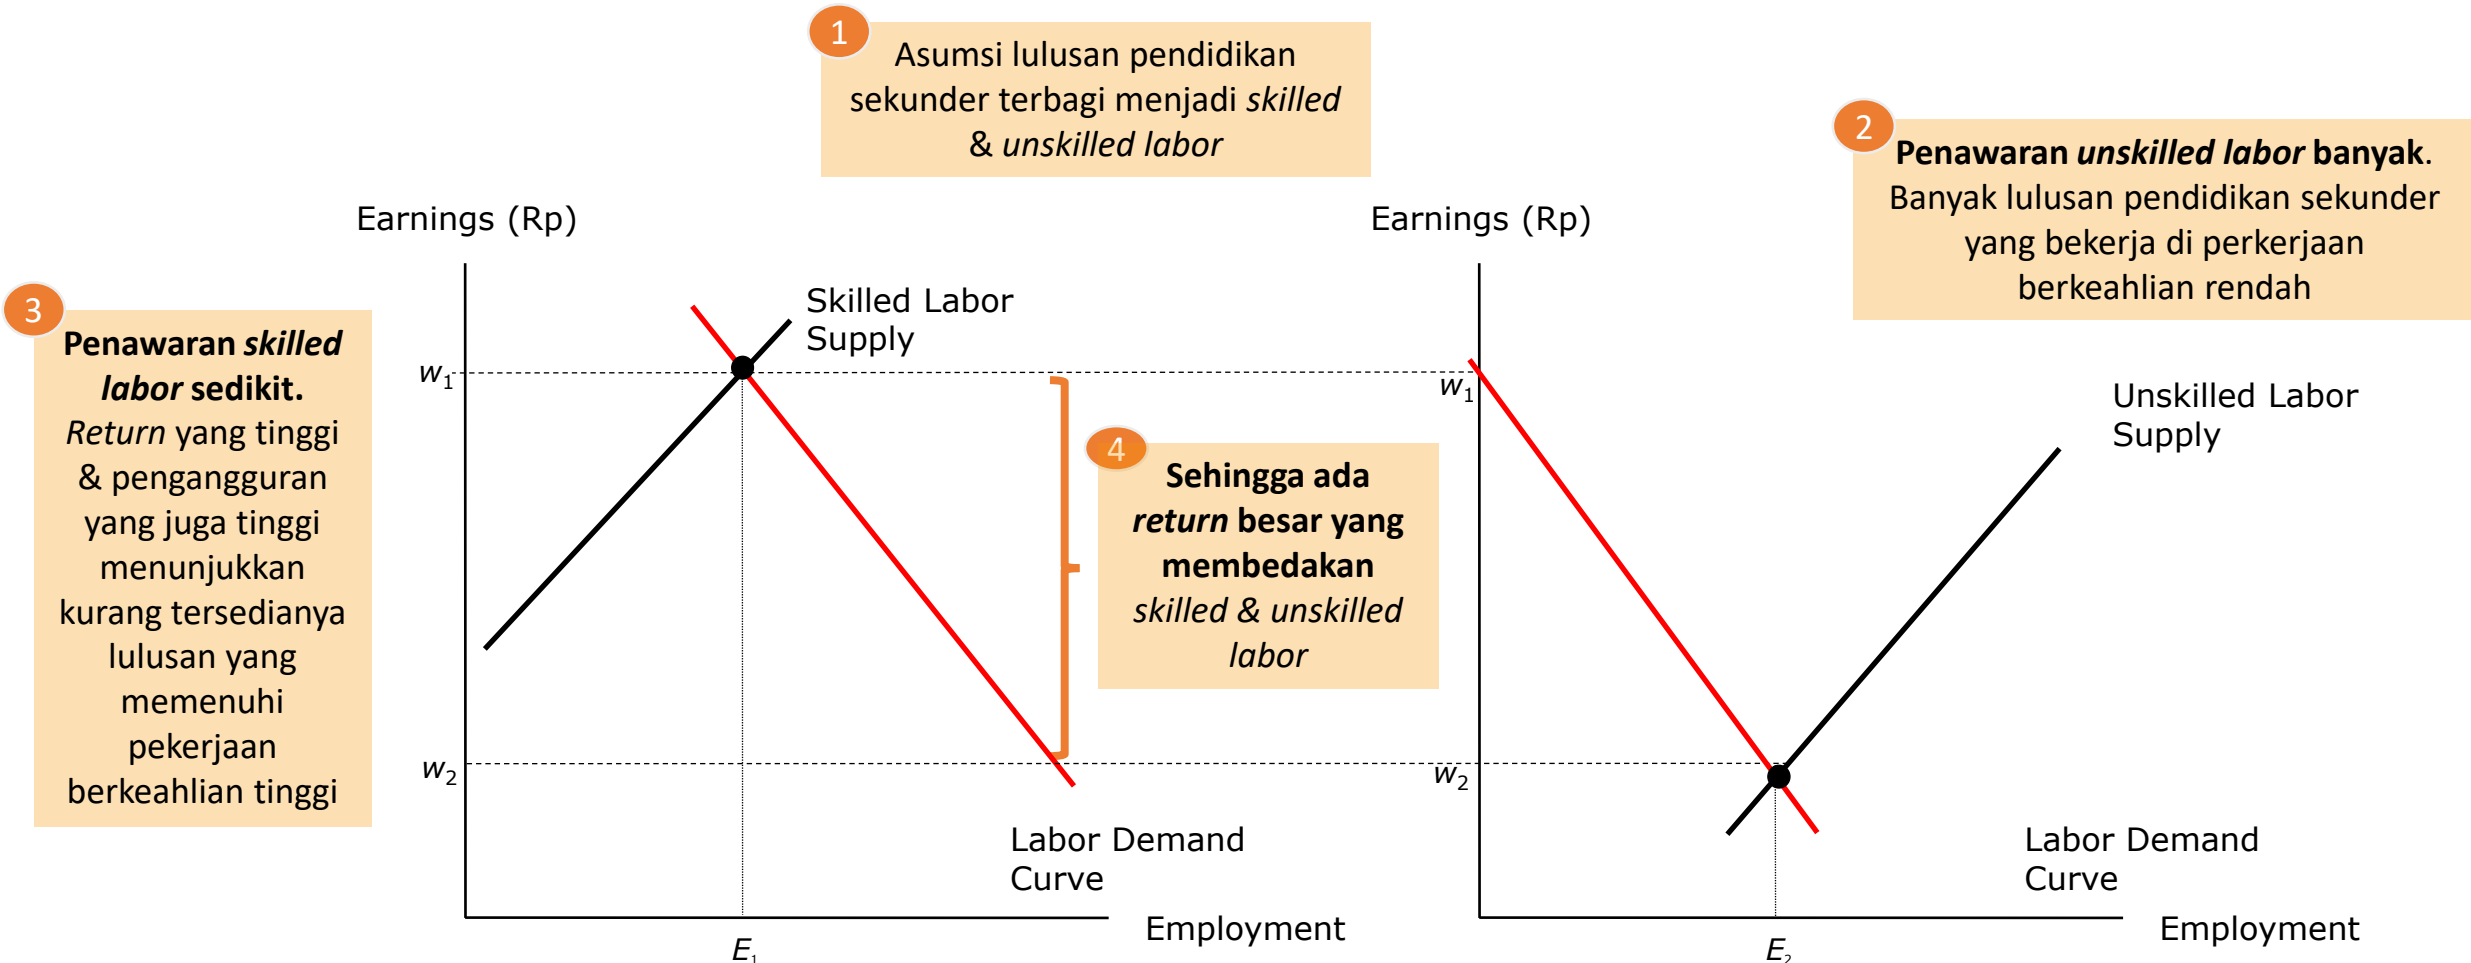 1
Asumsi lulusan pendidikan
sekunder terbagi menjadi skilled
& unskilled labor
2
Penawaran unskilled labor banyak.
Banyak lulusan pendidikan sekunder
yang bekerja di perkerjaan
berkeahlian rendah
3
Penawaran skilled
labor sedikit.
Return yang tinggi
& pengangguran
yang juga tinggi
menunjukkan
kurang tersedianya
lulusan yang
memenuhi
pekerjaan
berkeahlian tinggi
Earnings (Rp)
Skilled Labor
Supply
w1
w2
Labor Demand
Curve
Employment
E1
4
Sehingga ada
return besar yang
membedakan
skilled & unskilled
labor
Earnings (Rp)
w1
Unskilled Labor
Supply
w2
Labor Demand
Curve
Employment
E2